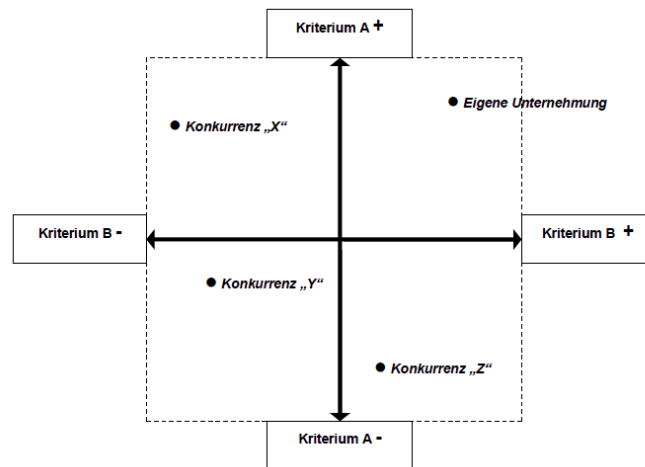 Kriterium A +
Eigene Unternehmung
Konkurrenz „X“
Kriterium B -
Kriterium B +
Konkurrenz „Y“
Konkurrenz „Z“
Kriterium A -